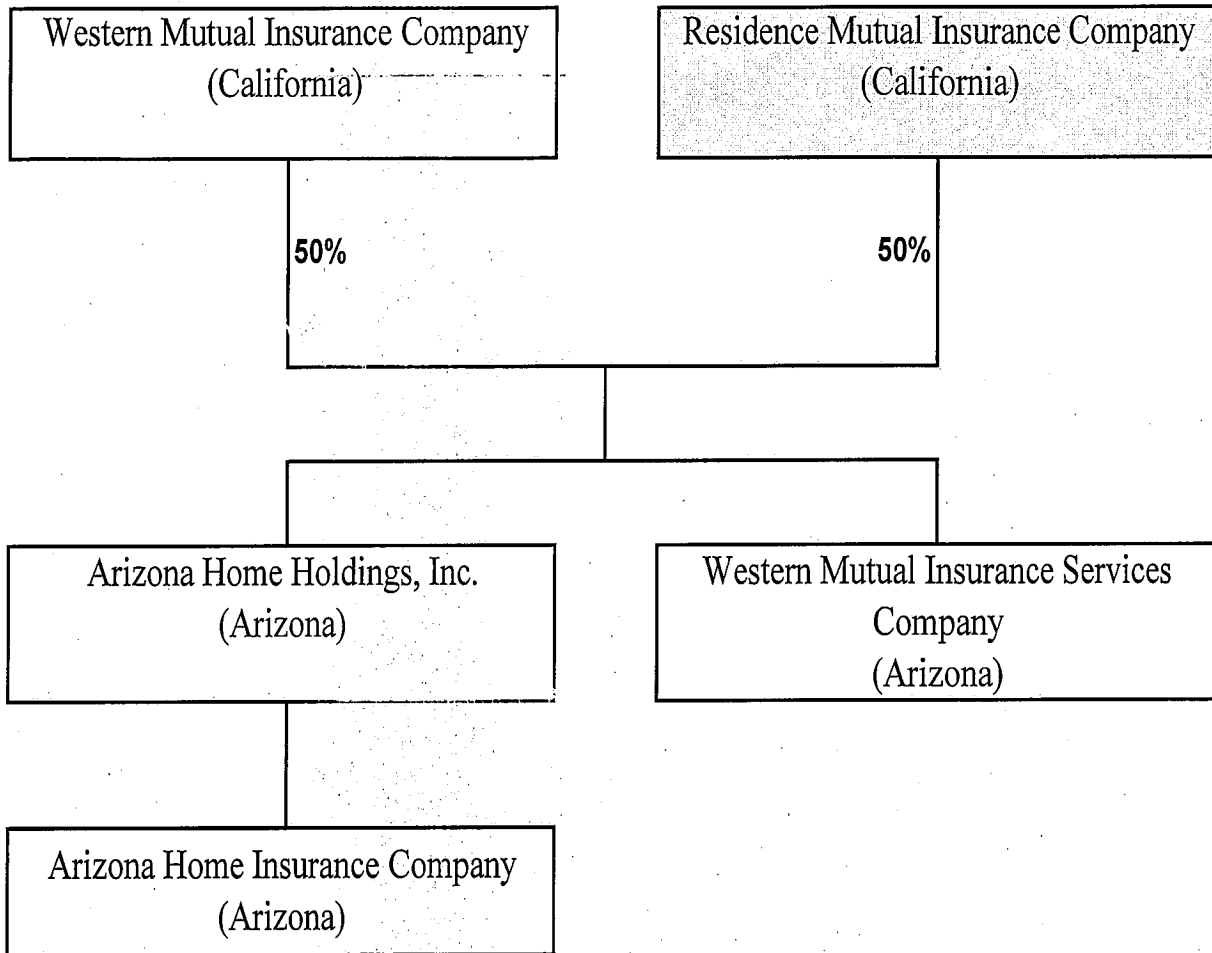 Western Mutual Insurance Company
(California)
Residence Mutual Insurance Company
(California)
50%
50%
Arizona Home Holdings, Inc.
(Arizona)
Western Mutual Insurance Services
Company
(Arizona)
Arizona Home Insurance Company
(Arizona)